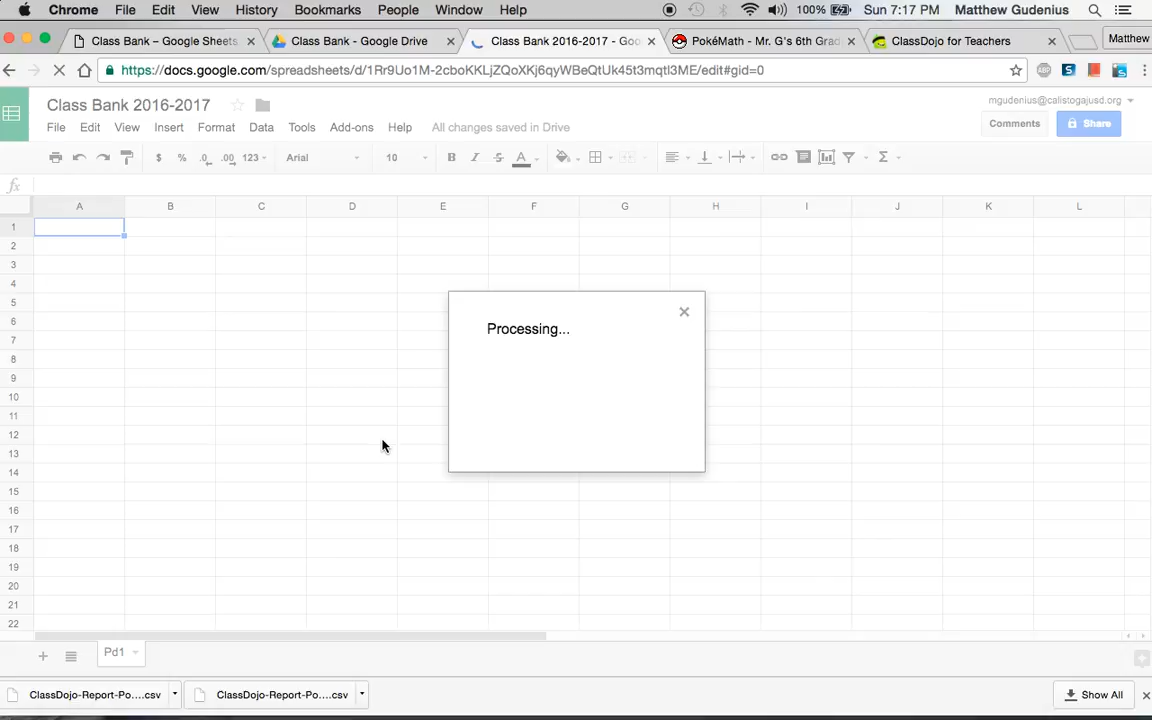 Chrome File Edit View History Bookmarks People Window Help 100% Sun 7:17 PM Matthew Gudenius
Class Bank – Google Sheets Class Bank - Google Drive Class Bank 2016-2017 - Goo PokéMath - Mr. G's 6th Grad ClassDojo for Teachers Matthew
https://docs.google.com/spreadsheets/d/1Rr9Uo1M-2cboKKLjZQoXKj6qyWBeQtUk45t3mqtl3ME/edit#gid=0
Class Bank 2016-2017
mgudenius@calistogajusd.org
File Edit View Insert Format Data Tools Add-ons Help All changes saved in Drive
Comments Share
$ % .0 .00 123 Arial 10 B I S A Σ
fx
A B C D E F G H I J K L
1
2
3
4
5
6
7
8
9
10
11
12
13
14
15
16
17
18
19
20
21
22
Processing...
Pd1
ClassDojo-Report-Po....csv ClassDojo-Report-Po....csv Show All